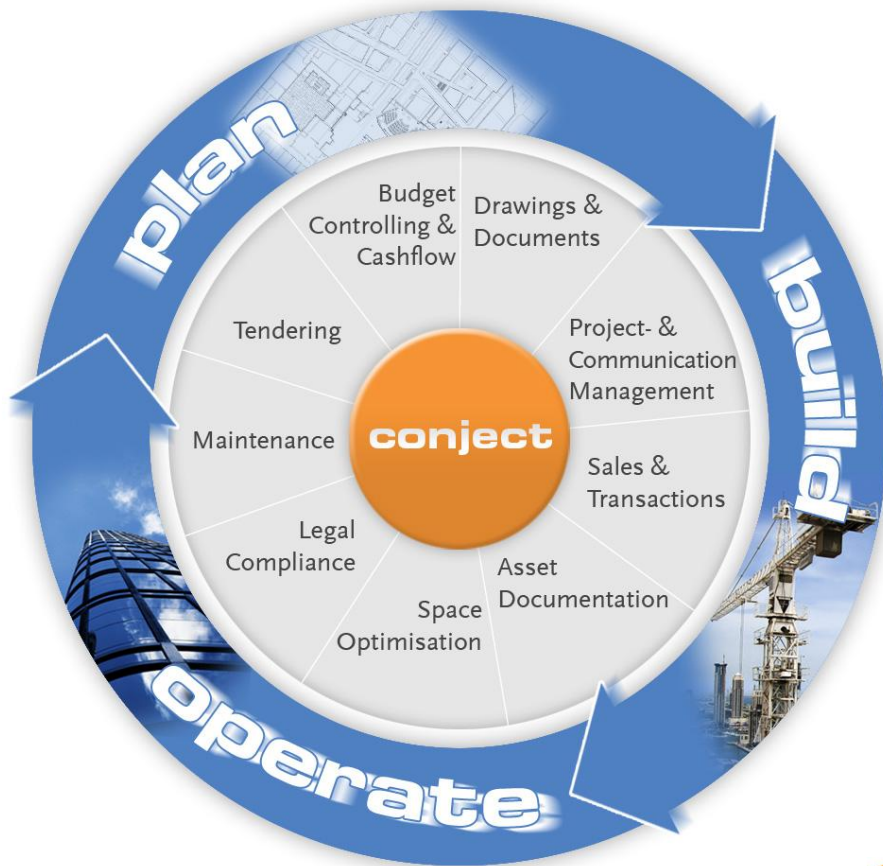 plan
build
operate
Budget
Controlling &
Cashflow
Drawings &
Documents
Project- &
Communication
Management
Sales &
Transactions
Asset
Documentation
Space
Optimisation
Legal
Compliance
Maintenance
Tendering
conject